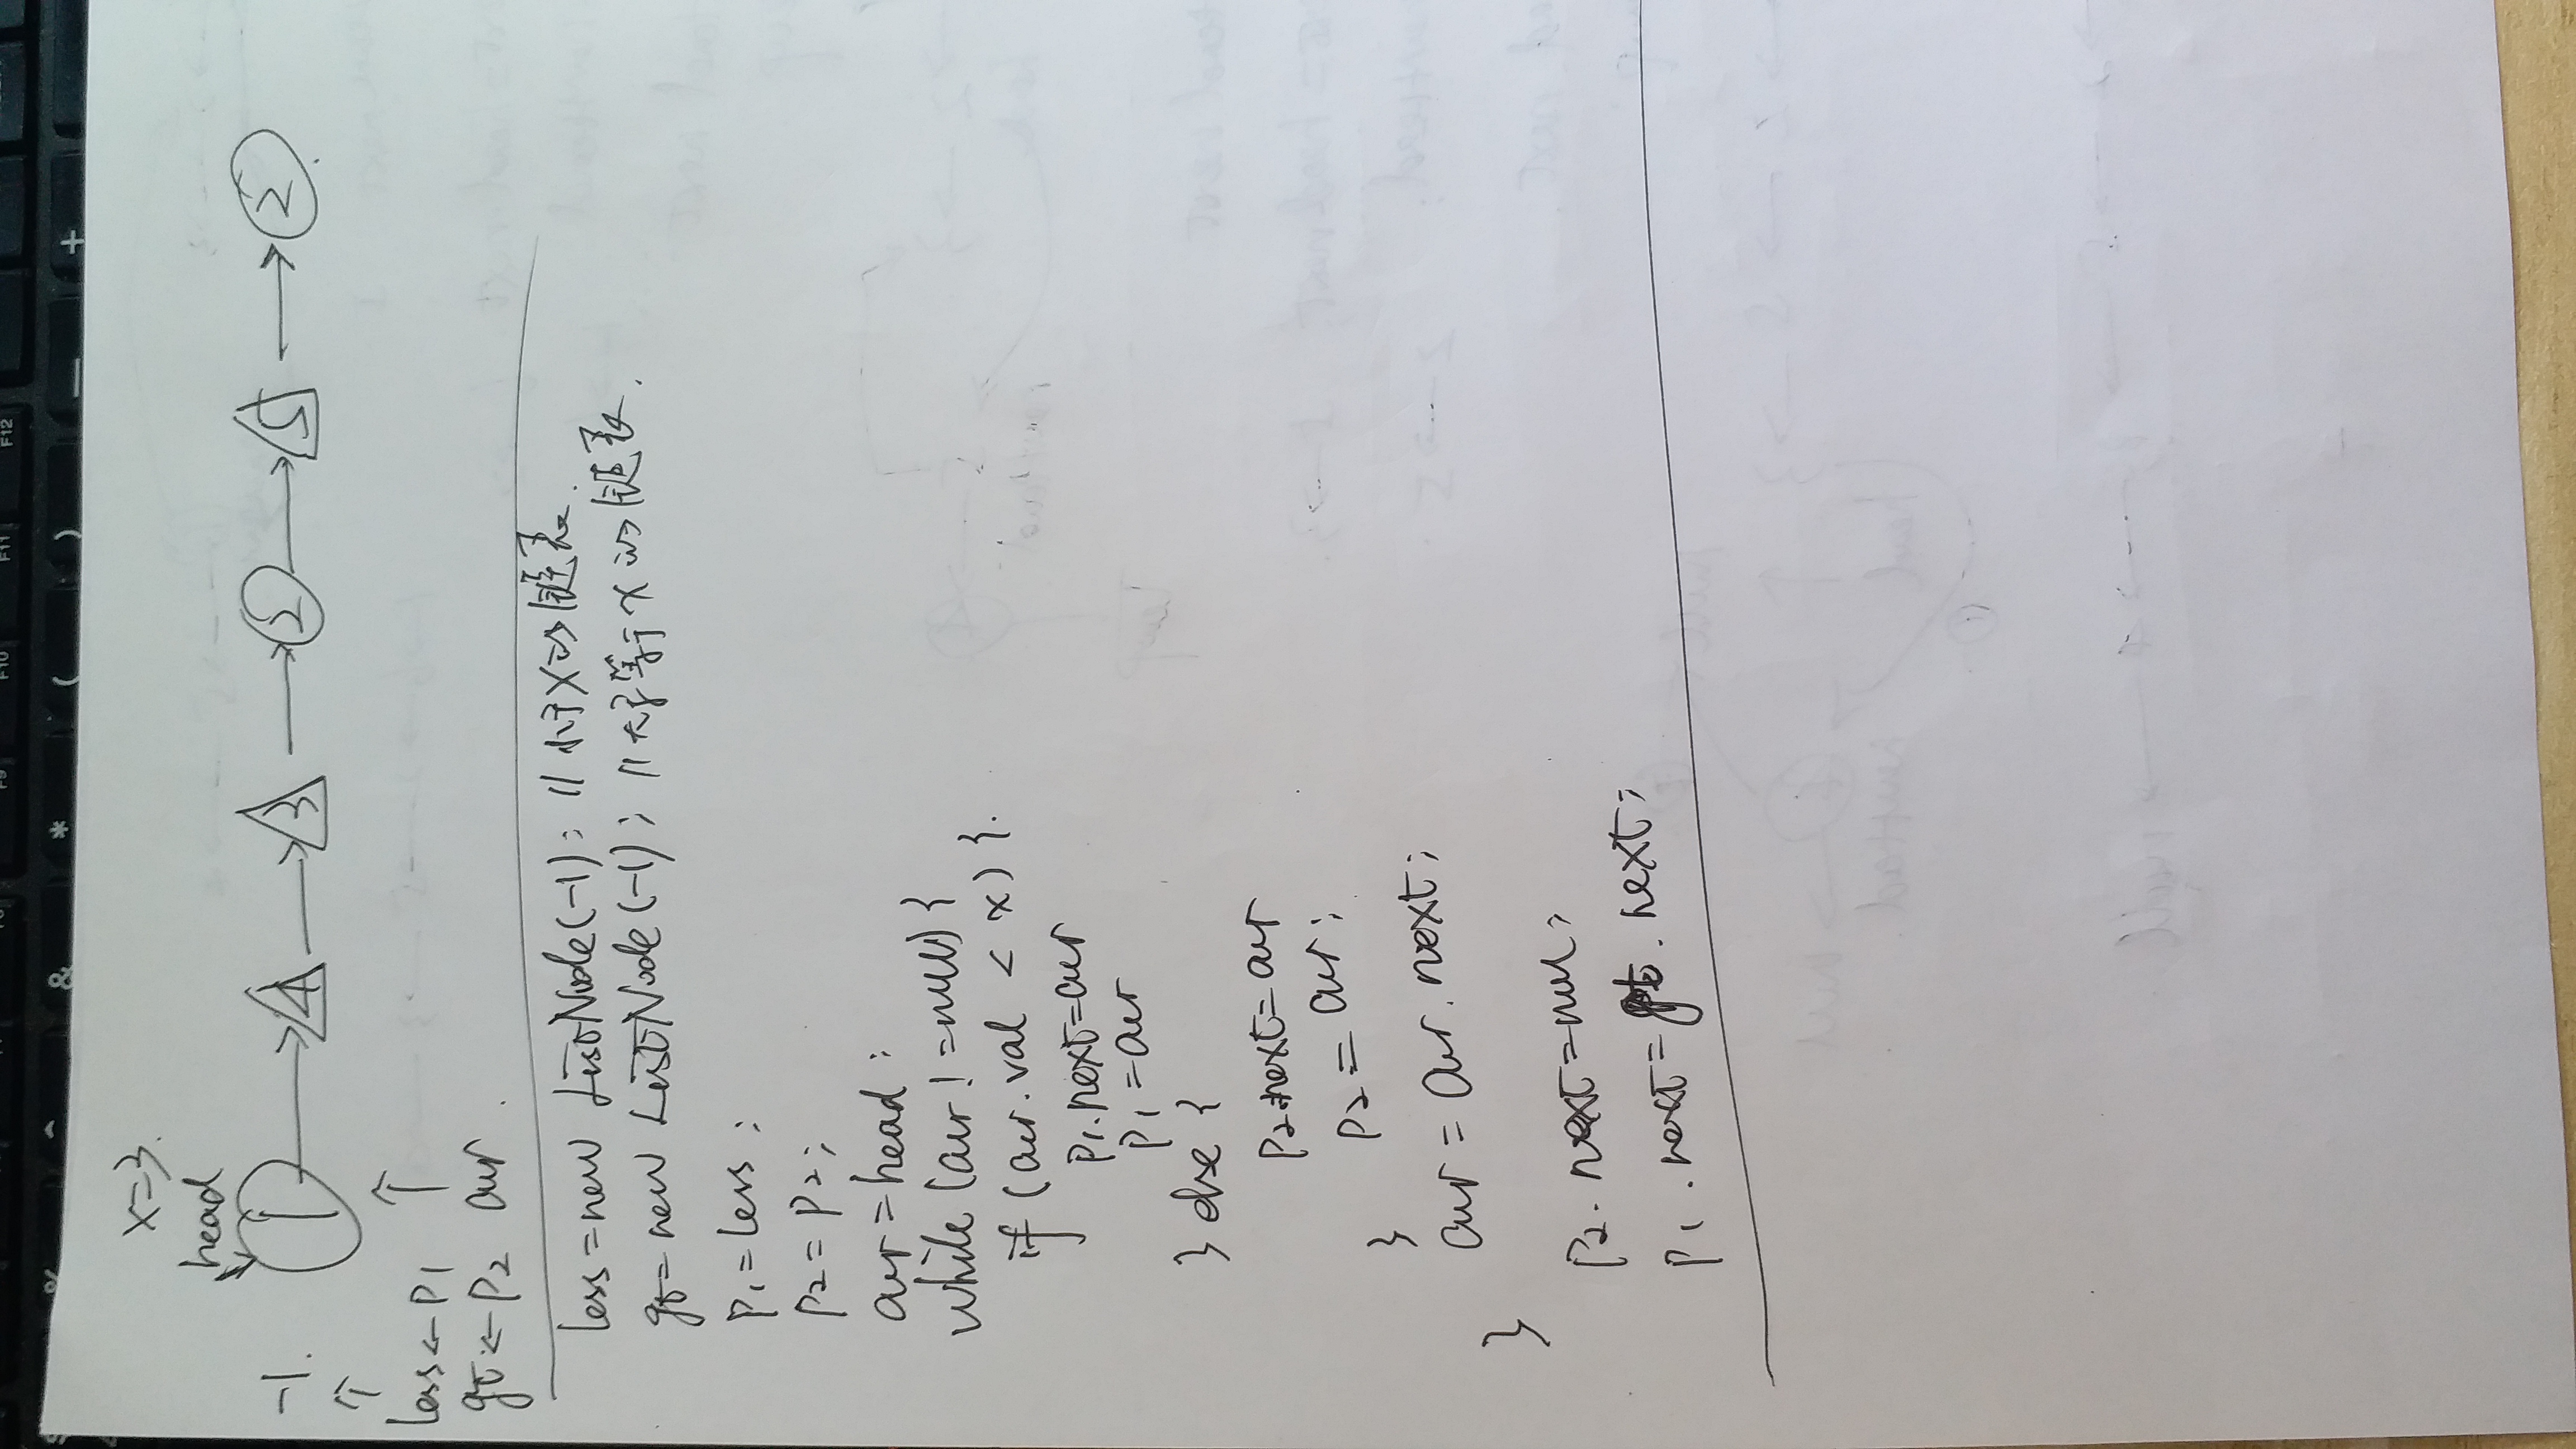 F9 F10 F11 F12
% ^ & * ( ) — +
x=3.
head
1 → 4 → 3 → 2 → 5 → 2
-1.
↑
less ← p1 ↑
gt ← p2 cur.
less = new ListNode(-1); // 小于x的链表.
gt = new ListNode(-1); // 大于等于x的链表.
p1 = less;
p2 = p2;
cur = head;
while (cur != null) {
if (cur.val < x) {.
p1.next = cur
p1 = cur
} else {
p2.next = cur
p2 = cur;
}
cur = cur.next;
}
p2.next = null;
p1.next = gt.next;